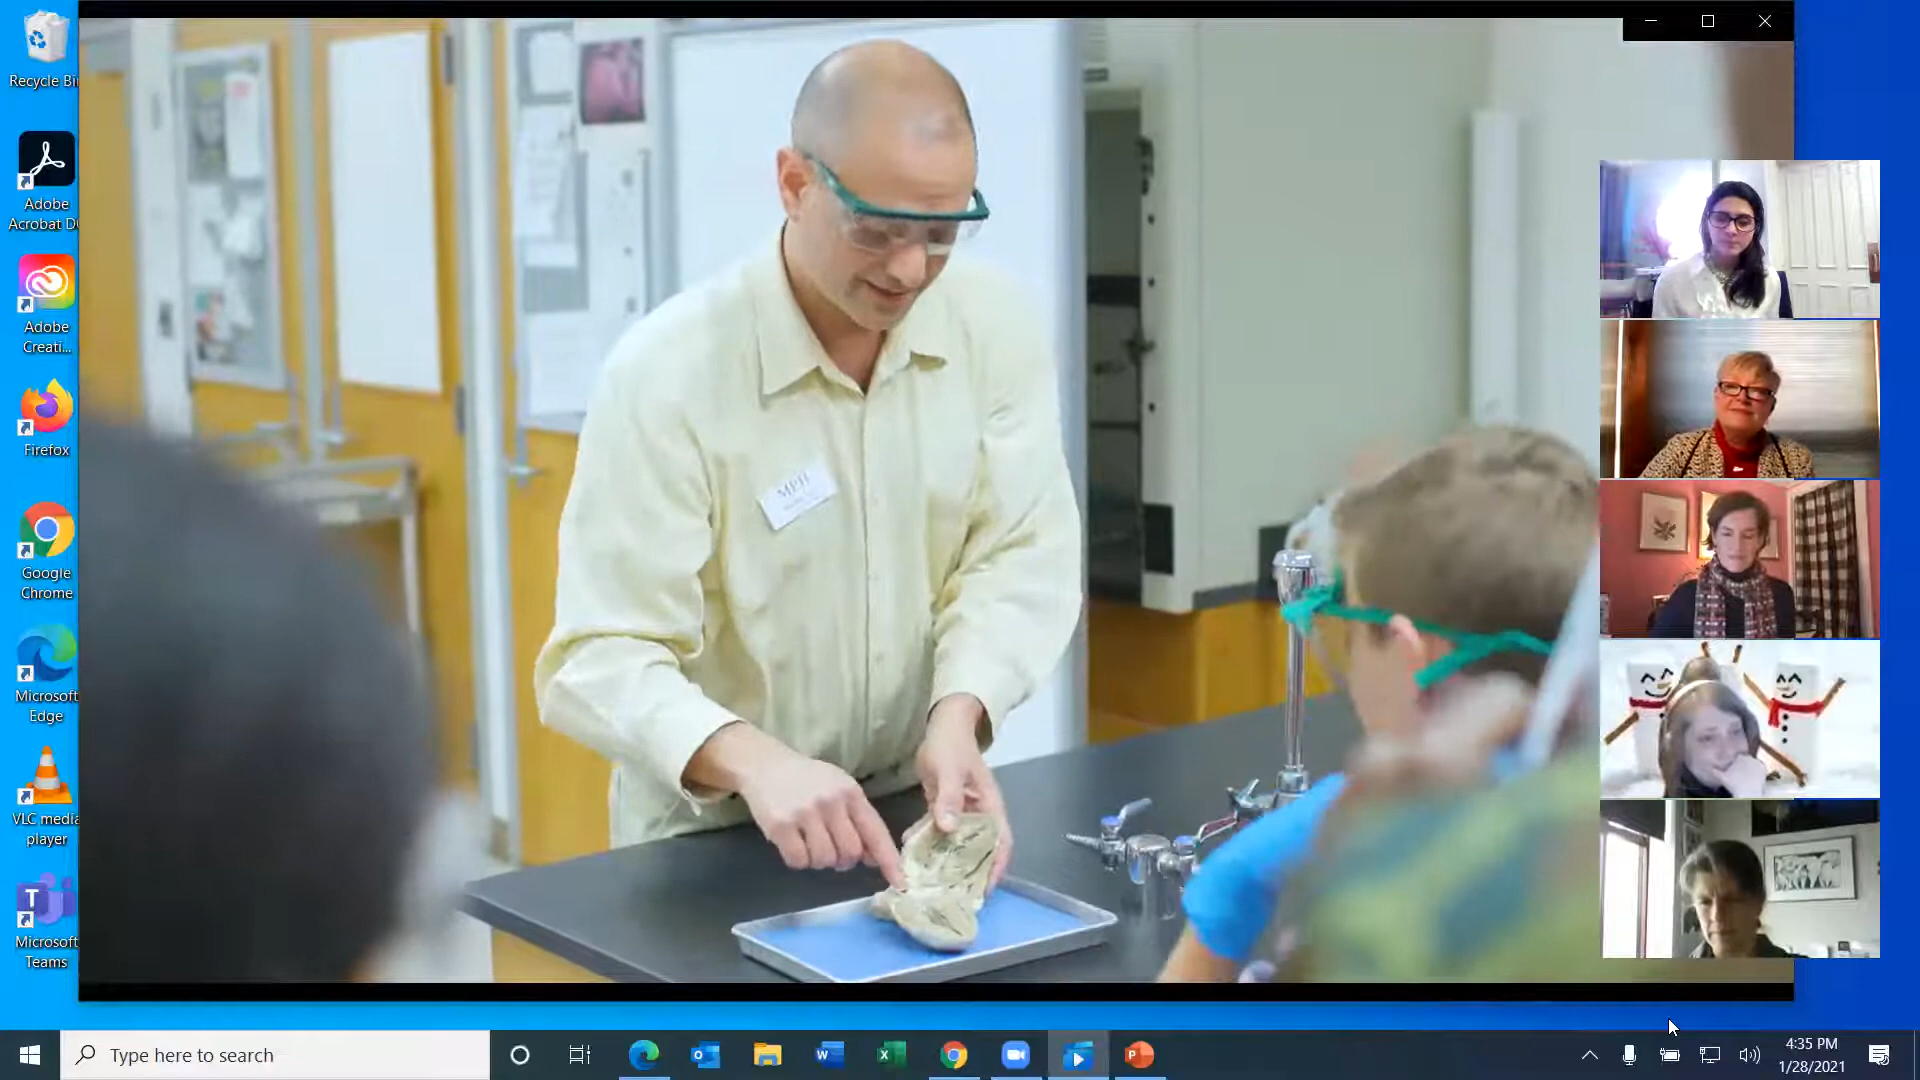 Recycle Bi
Adobe
Acrobat D
Adobe
Creati...
Firefox
Google
Chrome
Microsoft
Edge
VLC media
player
Microsoft
Teams
MPH
Type here to search
4:35 PM
1/28/2021